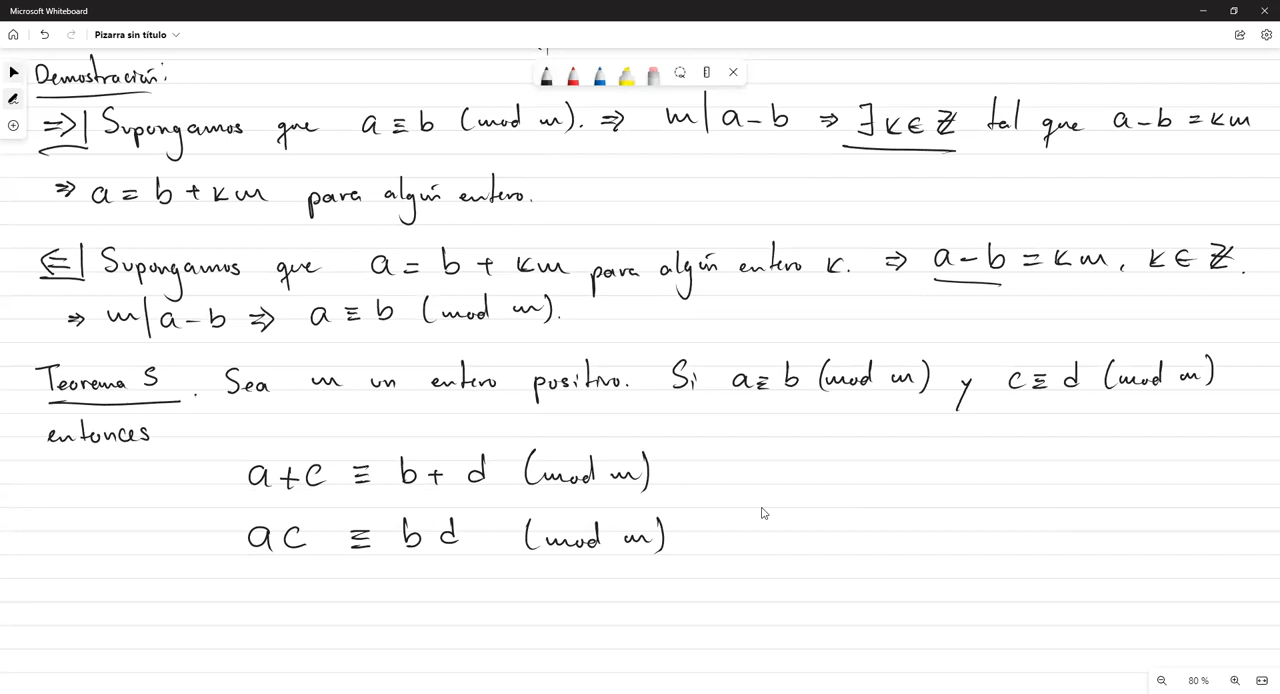 Microsoft Whiteboard
Pizarra sin título
Demostración:
⇒| Supongamos que a ≡ b (mod m). ⇒ m | a - b ⇒ ∃ k ∈ ℤ tal que a - b = km
⇒ a = b + km para algún entero.
⇐| Supongamos que a = b + km para algún entero k. ⇒ a - b = km, k ∈ ℤ.
⇒ m | a - b ⇒ a ≡ b (mod m).
Teorema 5. Sea m un entero positivo. Si a ≡ b (mod m) y c ≡ d (mod m)
entonces
a + c ≡ b + d (mod m)
ac ≡ bd (mod m)
80 %